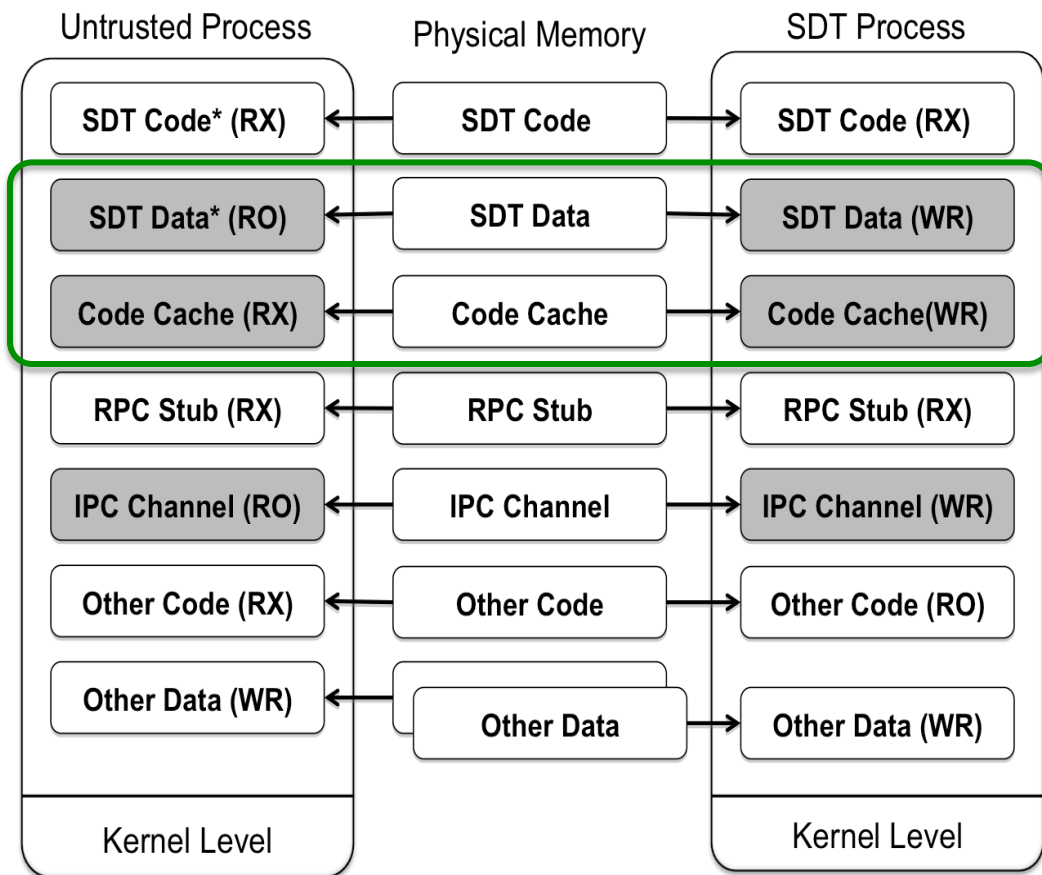 Untrusted Process Physical Memory SDT Process
SDT Code* (RX) SDT Code SDT Code (RX)
SDT Data* (RO) SDT Data SDT Data (WR)
Code Cache (RX) Code Cache Code Cache(WR)
RPC Stub (RX) RPC Stub RPC Stub (RX)
IPC Channel (RO) IPC Channel IPC Channel (WR)
Other Code (RX) Other Code Other Code (RO)
Other Data (WR) Other Data Other Data (WR)
Kernel Level Kernel Level